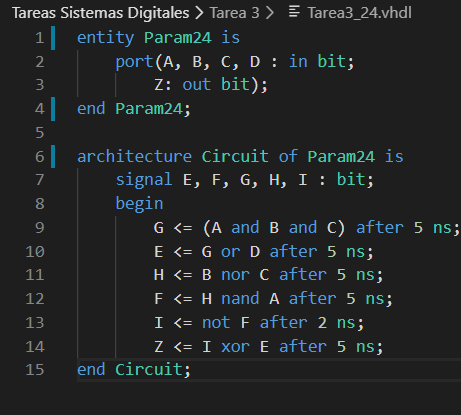 Tareas Sistemas Digitales > Tarea 3 > Tarea3_24.vhdl
1 entity Param24 is
2 port(A, B, C, D : in bit;
3 Z: out bit);
4 end Param24;
5
6 architecture Circuit of Param24 is
7 signal E, F, G, H, I : bit;
8 begin
9 G <= (A and B and C) after 5 ns;
10 E <= G or D after 5 ns;
11 H <= B nor C after 5 ns;
12 F <= H nand A after 5 ns;
13 I <= not F after 2 ns;
14 Z <= I xor E after 5 ns;
15 end Circuit;